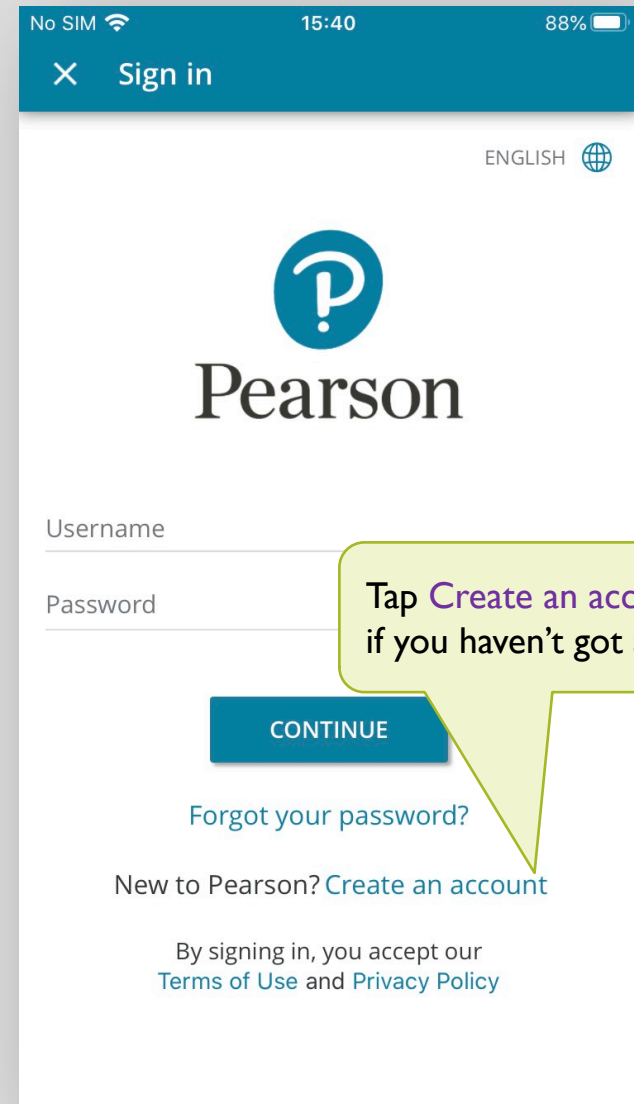 No SIM 15:40 88%
Sign in
ENGLISH
Pearson
Username
Password
Tap Create an
if you haven't got
CONTINUE
Forgot your password?
New to Pearson? Create an account
By signing in, you accept our
Terms of Use and Privacy Policy